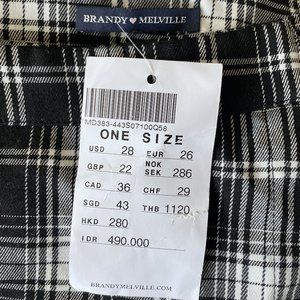 BRANDY♥MELVILLE
MD383-443S07100Q58
ONE SIZE
USD 28 EUR 26
GBP 22 NOK SEK 286
CAD 36 CHF 29
SGD 43 THB 1120
HKD 280
IDR 490.000
BRANDYMELVILLE.COM